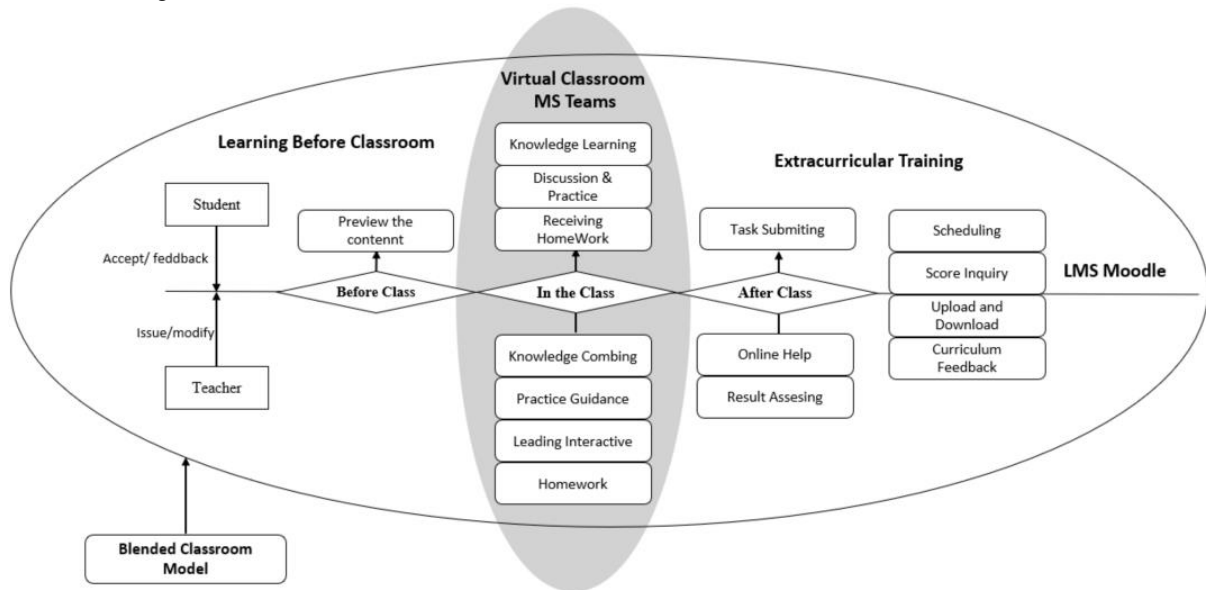 Virtual Classroom
MS Teams
Learning Before Classroom
Extracurricular Training
Student
Accept/ feddback
Issue/modify
Teacher
Preview the
contennt
Before Class
Knowledge Learning
Discussion &
Practice
Receiving
HomeWork
In the Class
Knowledge Combing
Practice Guidance
Leading Interactive
Homework
Task Submiting
After Class
Online Help
Result Assesing
Scheduling
Score Inquiry
Upload and
Download
Curriculum
Feedback
LMS Moodle
Blended Classroom
Model